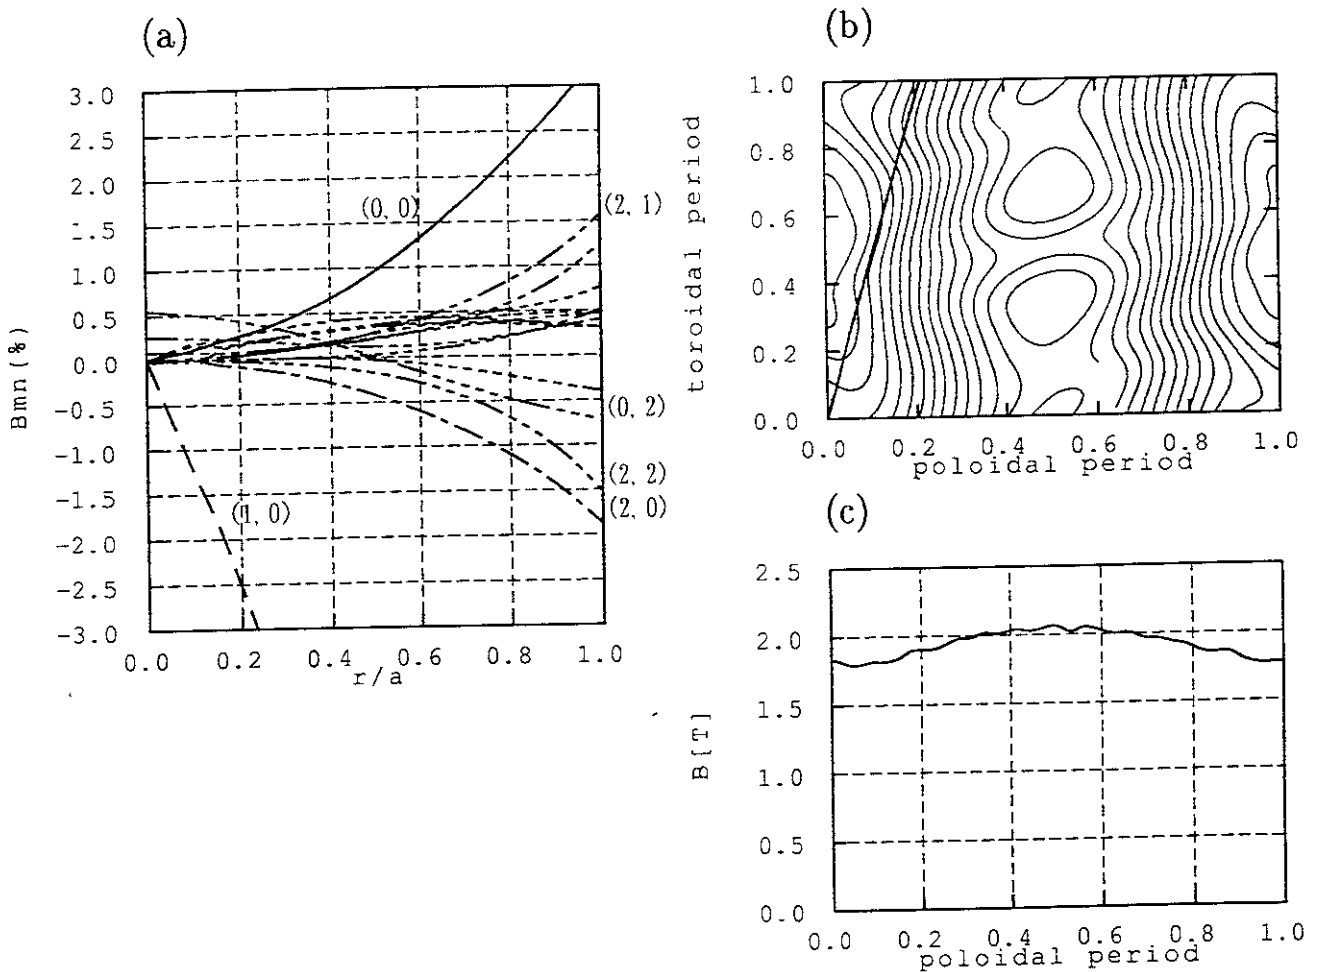 (a)
Bmn(%)
3.0
2.5
2.0
1.5
1.0
0.5
0.0
-0.5
-1.0
-1.5
-2.0
-2.5
-3.0
(0, 0)
(2, 1)
(0, 2)
(2, 2)
(2, 0)
(1, 0)
0.0 0.2 0.4 0.6 0.8 1.0
r/a
(b)
toroidal period
1.0
0.8
0.6
0.4
0.2
0.0
0.0 0.2 0.4 0.6 0.8 1.0
poloidal period
(c)
B[T]
2.5
2.0
1.5
1.0
0.5
0.0
0.0 0.2 0.4 0.6 0.8 1.0
poloidal period